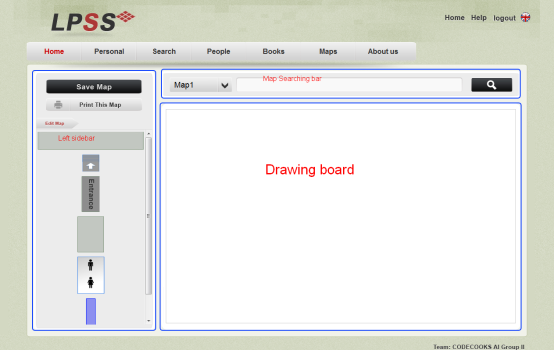 LPSS
Home Help logout
Home Personal Search People Books Maps About us
Save Map
Print This Map
Edit Map
Left sidebar
Entrance
Map1
Map Searching bar
Drawing board
Team: CODECOOKS AI Group II